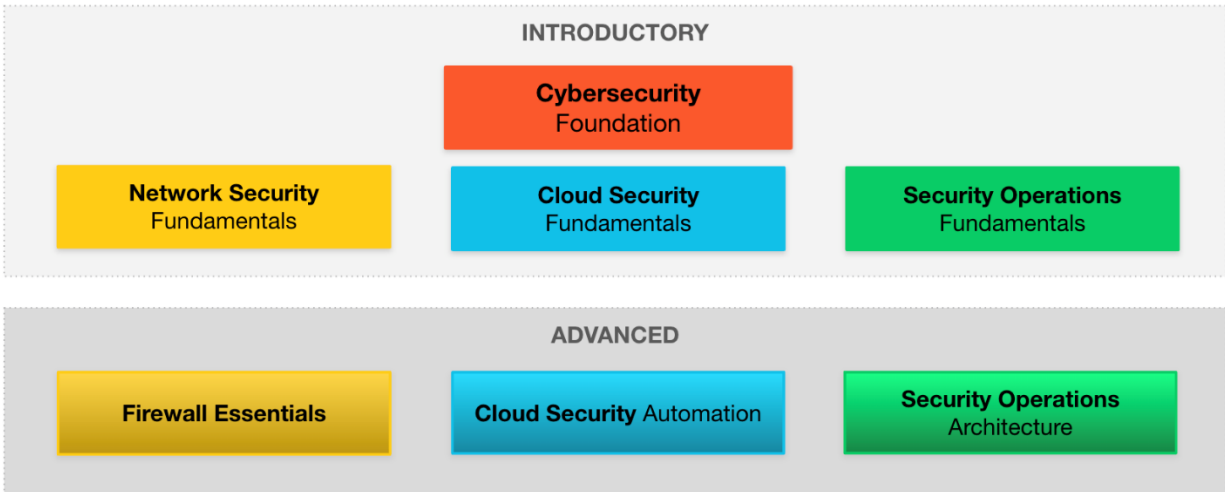 INTRODUCTORY
Cybersecurity
Foundation
Network Security
Fundamentals
Cloud Security
Fundamentals
Security Operations
Fundamentals
ADVANCED
Firewall Essentials
Cloud Security Automation
Security Operations
Architecture